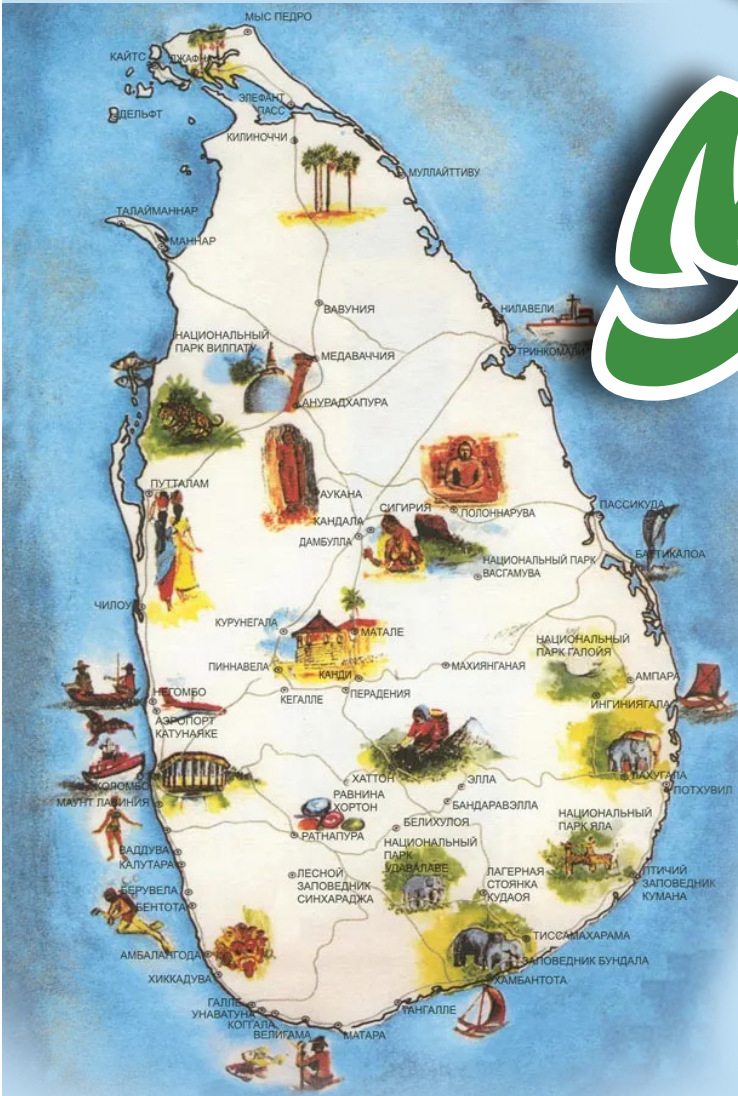 МЫС ПЕДРО
КАЙТС
ДЖАФНА
ЭЛЕФАНТ
ПАСС
ДЕЛЬФТ
КИЛИНОЧЧИ
МУЛЛАЙТТИВУ
ТАЛАЙМАННАР
МАННАР
ВАВУНИЯ
НИЛАВЕЛИ
НАЦИОНАЛЬНЫЙ
ПАРК ВИЛПАТУ
МЕДАВАЧЧИЯ
ТРИНКОМАЛИ
АНУРАДХАПУРА
ПУТТАЛАМ
АУКАНА
СИГИРИЯ
ПОЛОННАРУВА
ПАССИКУДА
КАНДАЛА
ДАМБУЛЛА
БАТТИКАЛОА
НАЦИОНАЛЬНЫЙ ПАРК
ВАСГАМУВА
ЧИЛОУ
КУРУНЕГАЛА
МАТАЛЕ
НАЦИОНАЛЬНЫЙ
ПАРК ГАЛОЙЯ
ПИННАВЕЛА
КАНДИ
МАХИЯНГАНАЯ
АМПАРА
НЕГОМБО
КЕГАЛЛЕ
ПЕРАДЕНИЯ
ИНГИНИЯГАЛА
АЭРОПОРТ
КАТУНАЯКЕ
КОЛОМБО
ХАТТОН
ЭЛЛА
ЛАХУГАЛА
ПОТХУВИЛ
МАУНТ ЛАВИНИЯ
РАВНИНА
ХОРТОН
БАНДАРАВЭЛЛА
БЕЛИХУЛОЯ
НАЦИОНАЛЬНЫЙ
ПАРК ЯЛА
РАТНАПУРА
НАЦИОНАЛЬНЫЙ
ПАРК
УДАВАЛАВЕ
ВАДДУВА
КАЛУТАРА
ЛЕСНОЙ
ЗАПОВЕДНИК
СИНХАРАДЖА
ЛАГЕРНАЯ
СТОЯНКА
КУДАОЯ
ПТИЧИЙ
ЗАПОВЕДНИК
КУМАНА
БЕРУВЕЛА
БЕНТОТА
ТИССАМАХАРАМА
АМБАЛАНГОДА
ЗАПОВЕДНИК БУНДАЛА
ХИККАДУВА
ХАМБАНТОТА
ГАЛЛЕ
УНАВАТУНА
КОГГАЛА
ВЕЛИГАМА
МАТАРА
ТАНГАЛЛЕ